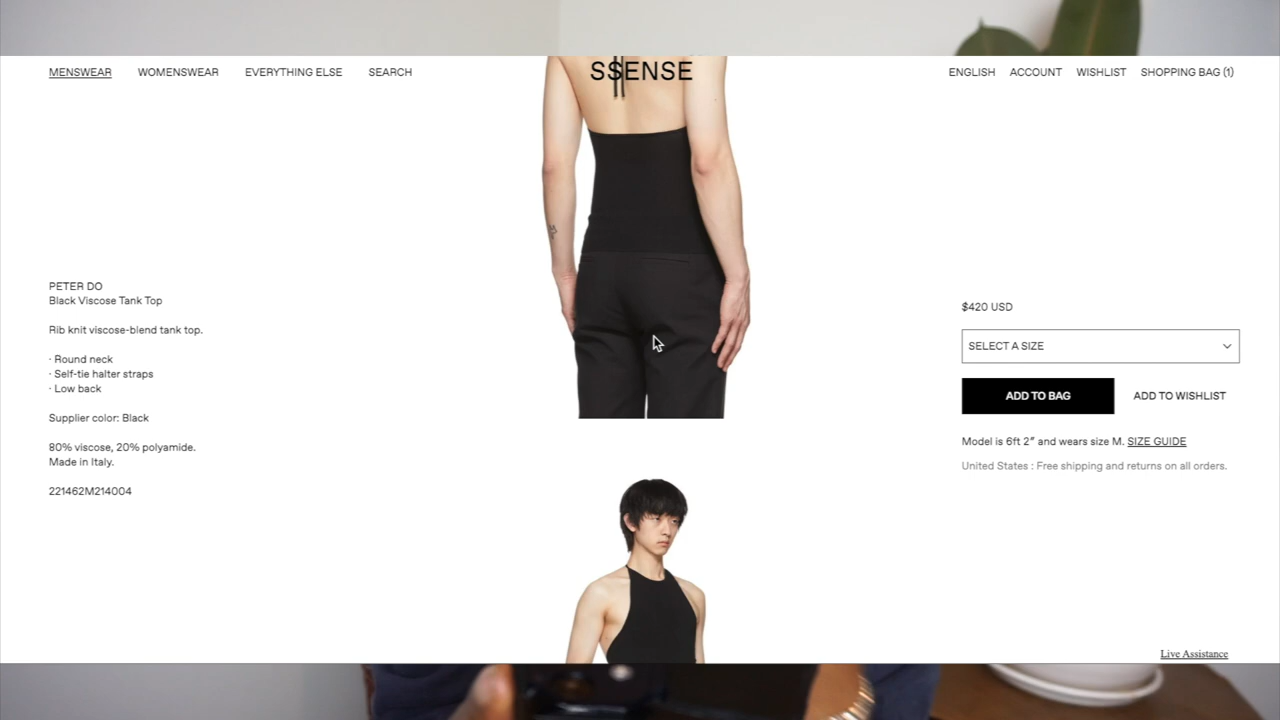 MENSWEAR WOMENSWEAR EVERYTHING ELSE SEARCH SSENSE ENGLISH ACCOUNT WISHLIST SHOPPING BAG (1)
PETER DO
Black Viscose Tank Top
Rib knit viscose-blend tank top.
· Round neck
· Self-tie halter straps
· Low back
Supplier color: Black
80% viscose, 20% polyamide.
Made in Italy.
221462M214004
$420 USD
SELECT A SIZE
ADD TO BAG ADD TO WISHLIST
Model is 6ft 2″ and wears size M. SIZE GUIDE
United States : Free shipping and returns on all orders.
Live Assistance